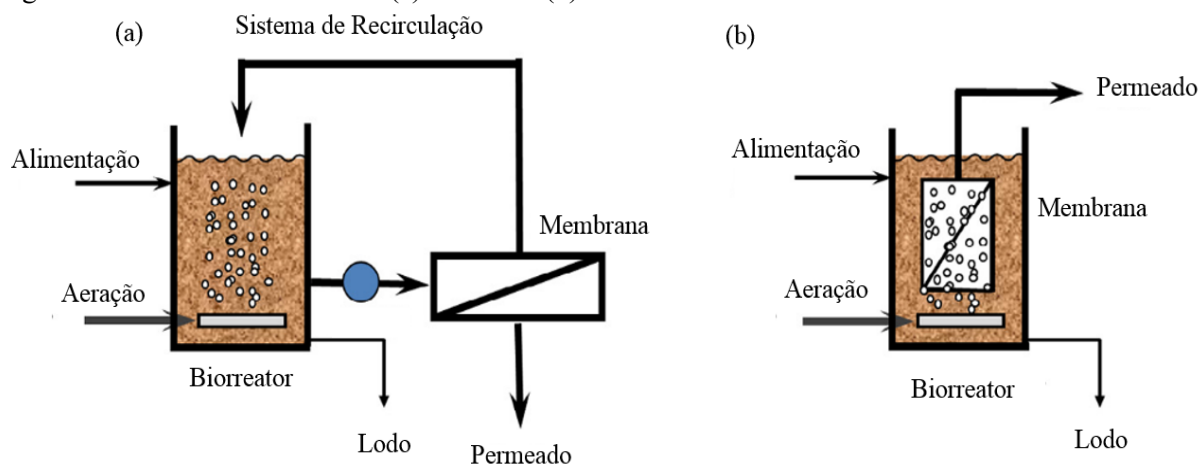 (a)
Sistema de Recirculação
Alimentação
Membrana
Aeração
Biorreator
Lodo
Permeado
(b)
Permeado
Alimentação
Membrana
Aeração
Biorreator
Lodo